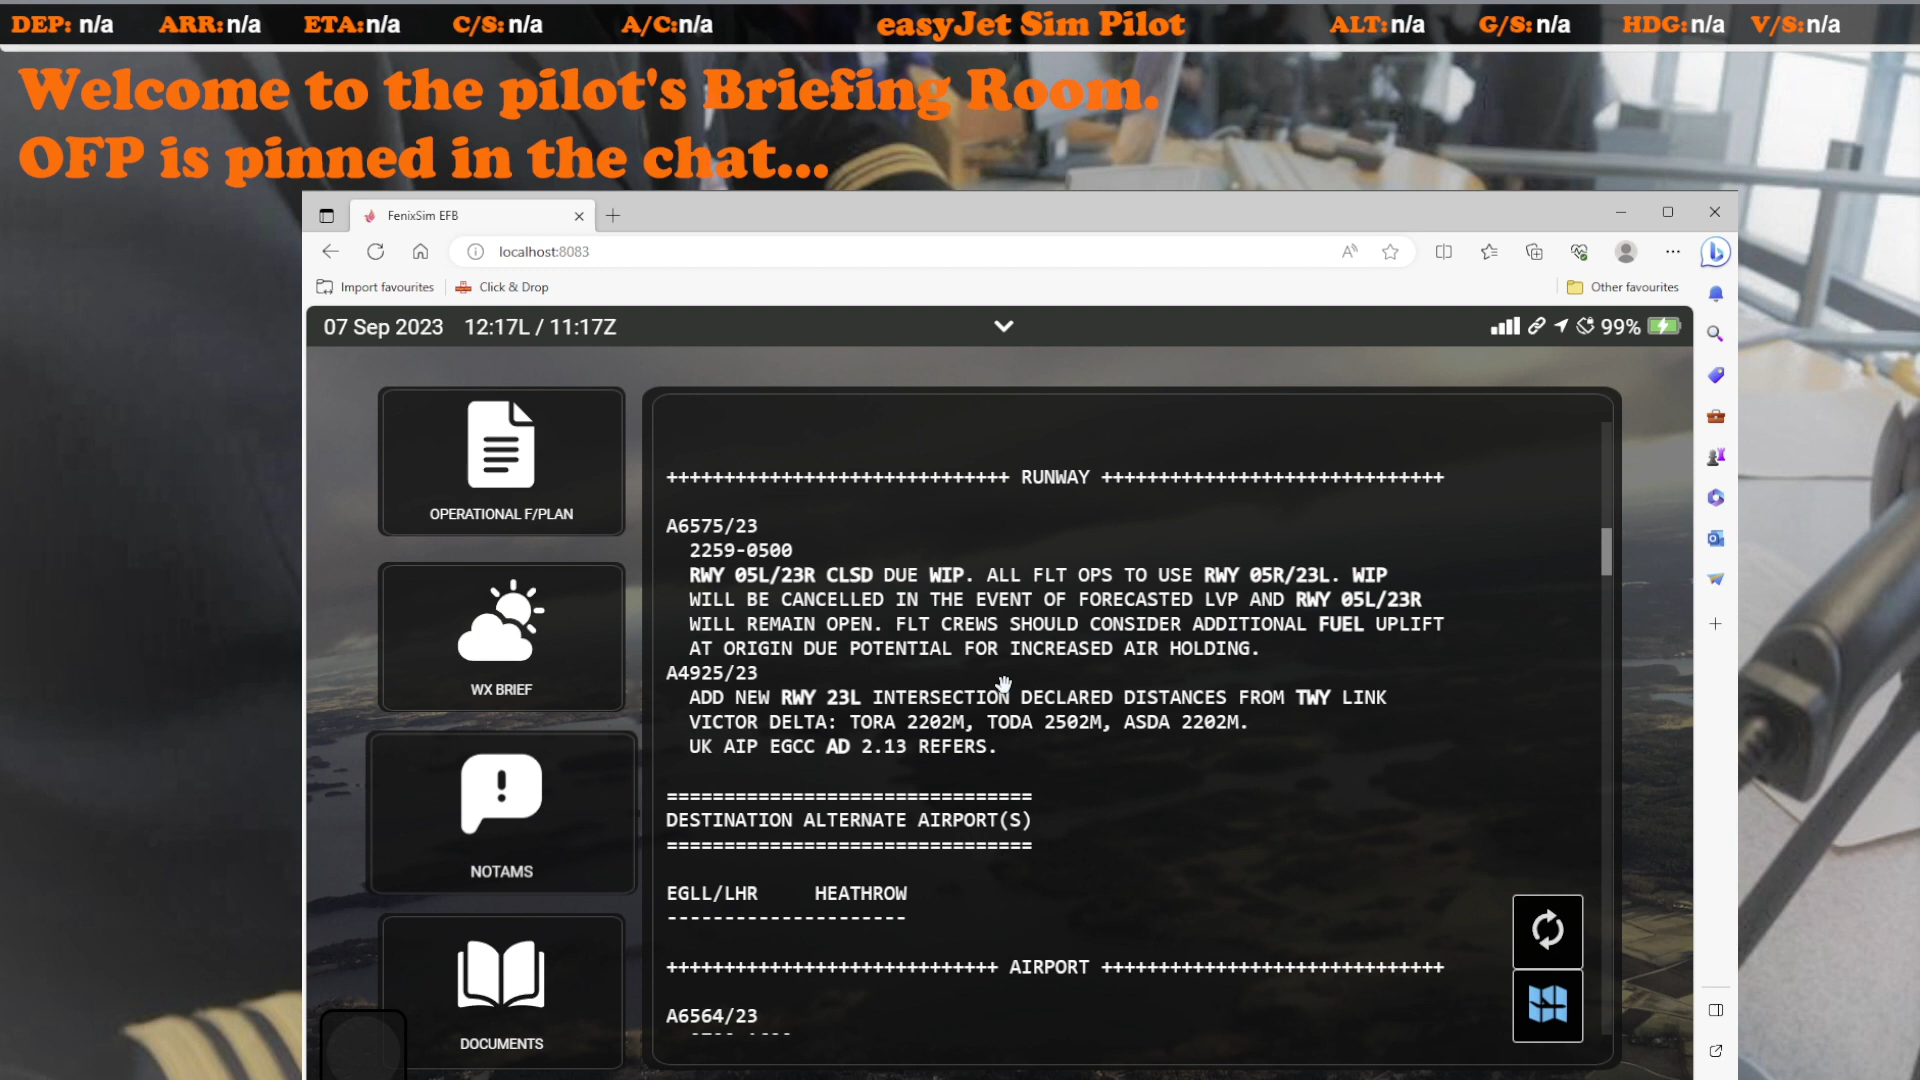 DEP: n/a ARR: n/a ETA: n/a C/S: n/a A/C: n/a easyJet Sim Pilot ALT: n/a G/S: n/a HDG: n/a V/S: n/a
Welcome to the pilot's Briefing Room.
OFP is pinned in the chat...
FenixSim EFB
localhost:8083
Import favourites Click & Drop Other favourites
07 Sep 2023 12:17L / 11:17Z 99%
OPERATIONAL F/PLAN
WX BRIEF
NOTAMS
DOCUMENTS
++++++++++++++++++++++++++++++ RUNWAY ++++++++++++++++++++++++++++++
A6575/23
2259-0500
RWY 05L/23R CLSD DUE WIP. ALL FLT OPS TO USE RWY 05R/23L. WIP
WILL BE CANCELLED IN THE EVENT OF FORECASTED LVP AND RWY 05L/23R
WILL REMAIN OPEN. FLT CREWS SHOULD CONSIDER ADDITIONAL FUEL UPLIFT
AT ORIGIN DUE POTENTIAL FOR INCREASED AIR HOLDING.
A4925/23
ADD NEW RWY 23L INTERSECTION DECLARED DISTANCES FROM TWY LINK
VICTOR DELTA: TORA 2202M, TODA 2502M, ASDA 2202M.
UK AIP EGCC AD 2.13 REFERS.
================================
DESTINATION ALTERNATE AIRPORT(S)
================================
EGLL/LHR HEATHROW
---------------------
+++++++++++++++++++++++++++++ AIRPORT ++++++++++++++++++++++++++++++
A6564/23